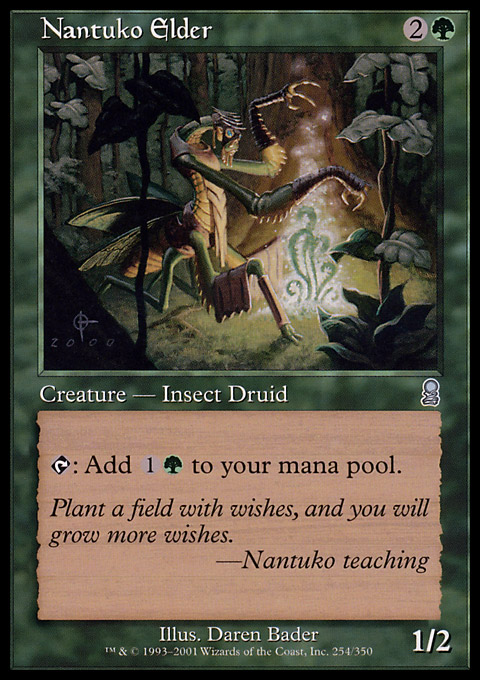 Nantuko Elder 2
2000
Creature — Insect Druid
: Add 1 to your mana pool.
Plant a field with wishes, and you will
grow more wishes.
—Nantuko teaching
Illus. Daren Bader
™ & © 1993-2001 Wizards of the Coast, Inc. 254/350
1/2